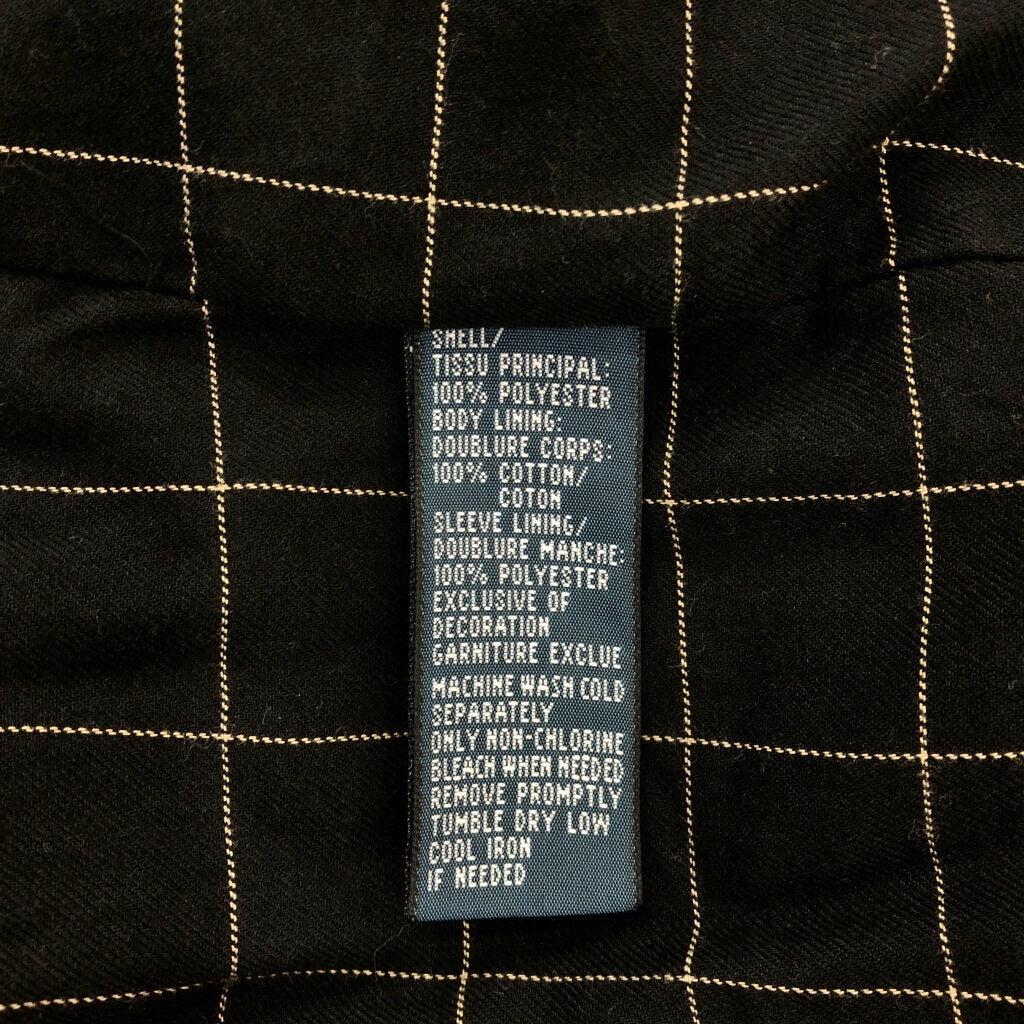 SHELL/
TISSU PRINCIPAL:
100% POLYESTER
BODY LINING:
DOUBLURE CORPS:
100% COTTON/
COTON
SLEEVE LINING/
DOUBLURE MANCHE:
100% POLYESTER
EXCLUSIVE OF
DECORATION
GARNITURE EXCLUE
MACHINE WASH COLD
SEPARATELY
ONLY NON-CHLORINE
BLEACH WHEN NEEDED
REMOVE PROMPTLY
TUMBLE DRY LOW
COOL IRON
IF NEEDED